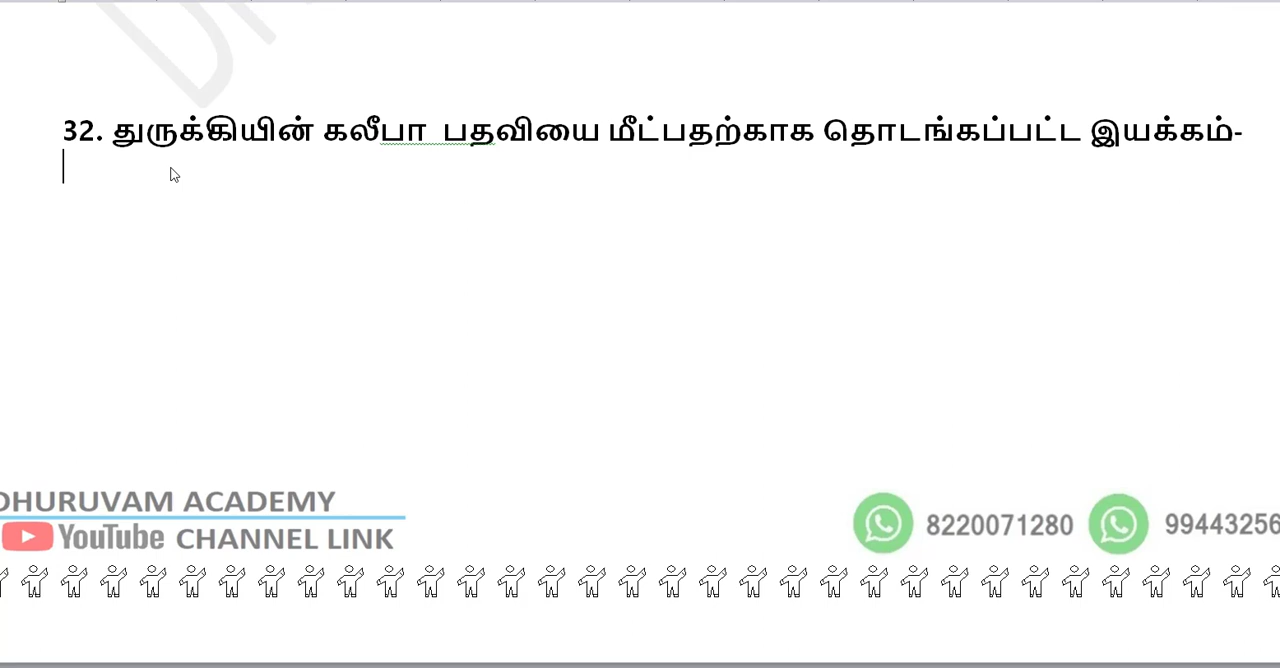 32. துருக்கியின் கலீபா பதவியை மீட்பதற்காக தொடங்கப்பட்ட இயக்கம்-
DHURUVAM ACADEMY
YouTube CHANNEL LINK
8220071280 99443256